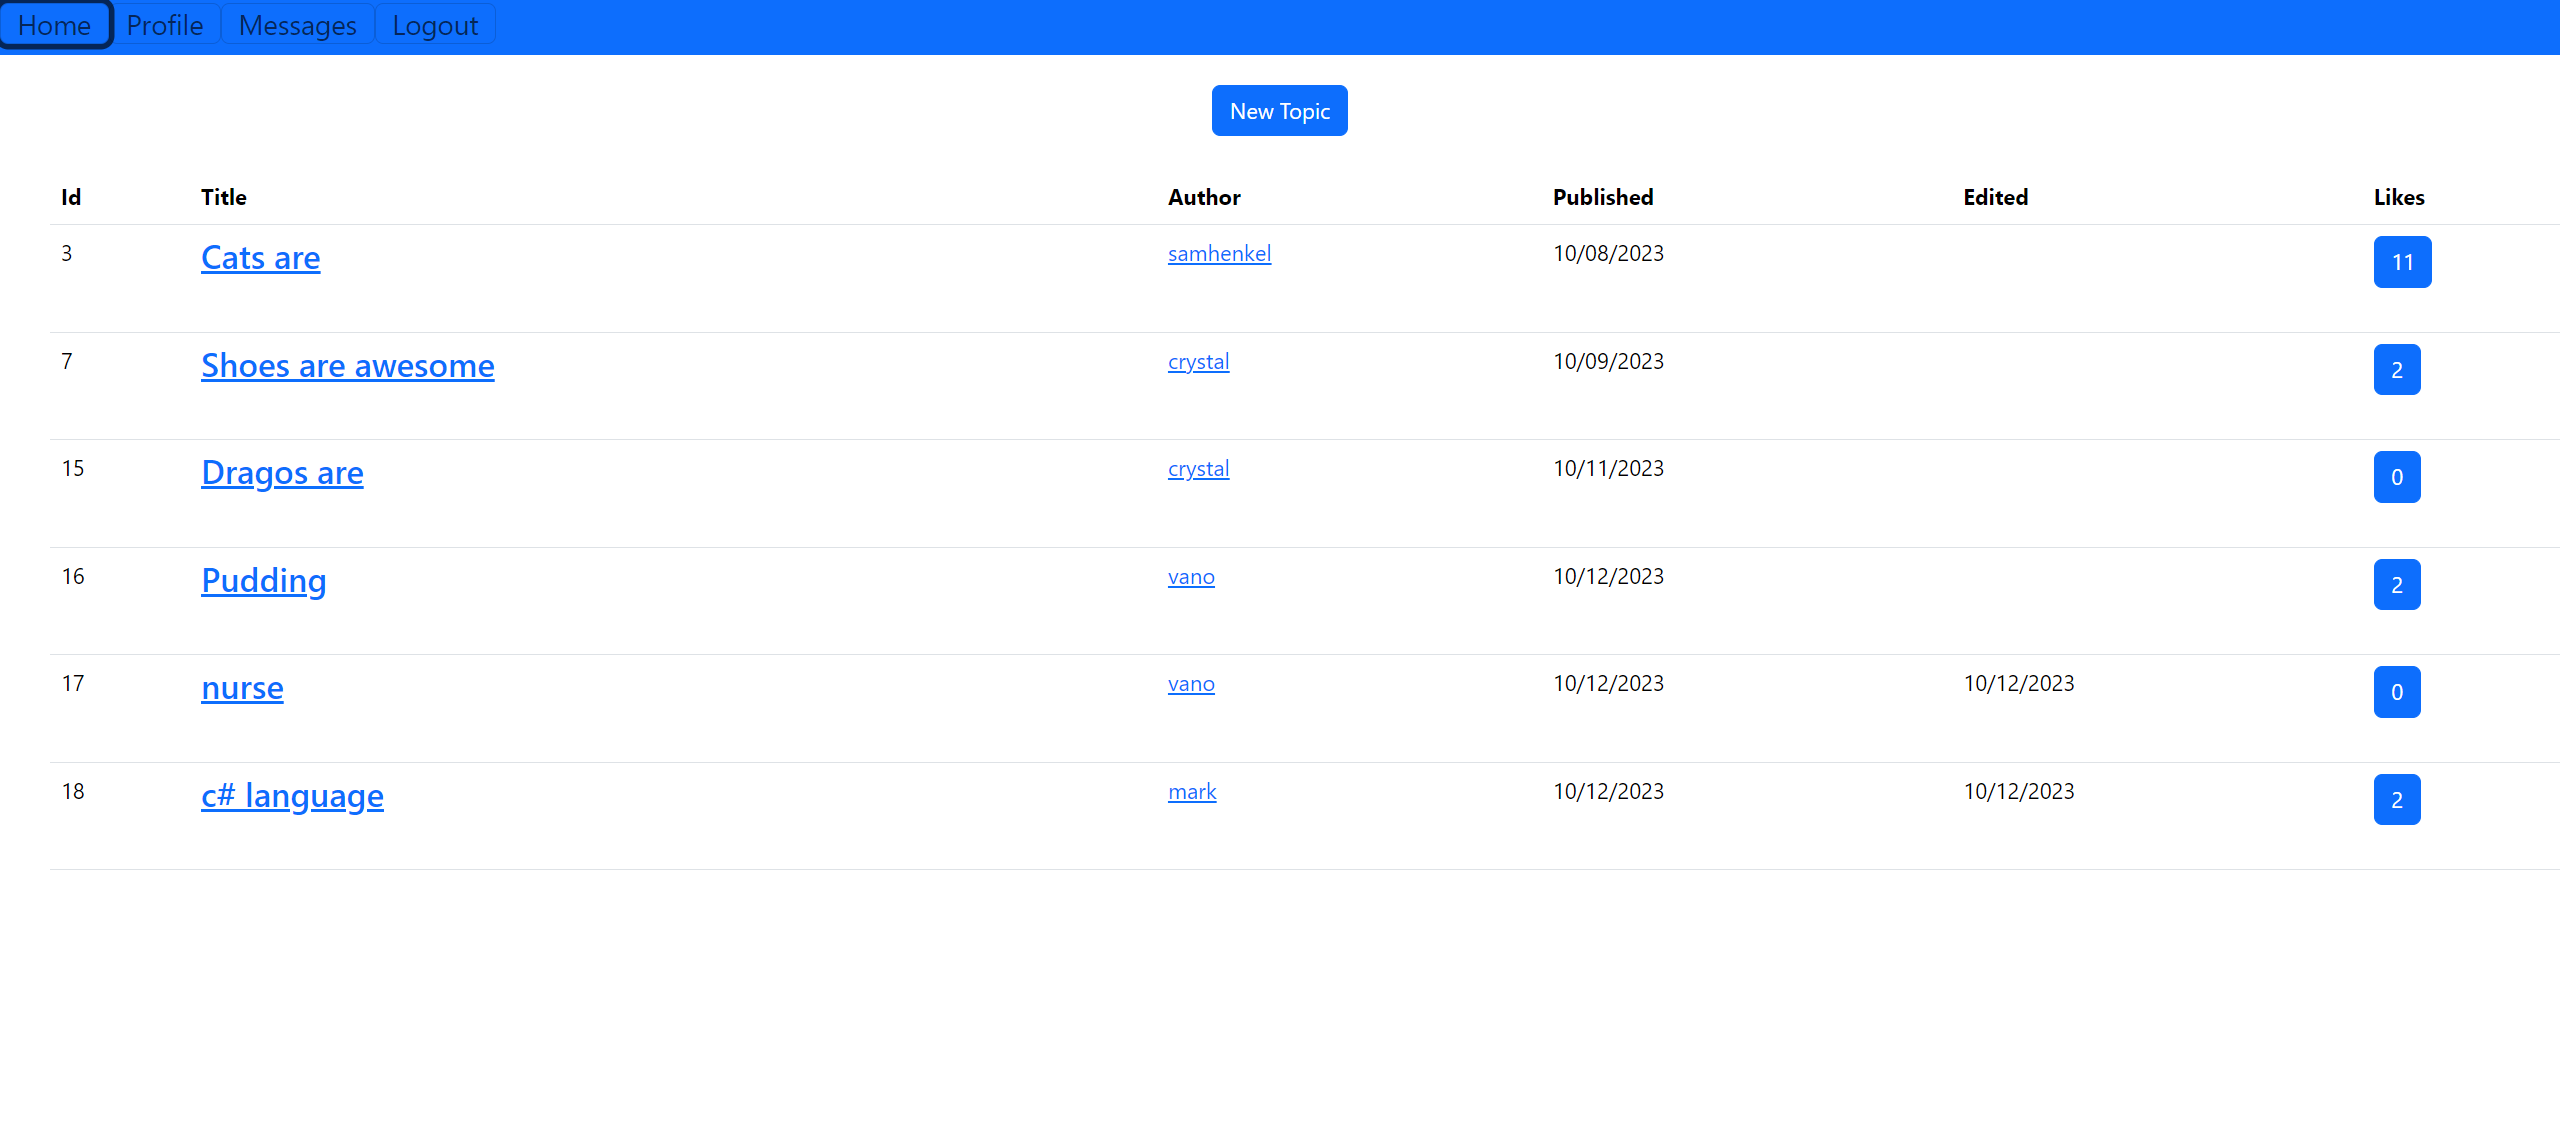 Home Profile Messages Logout
New Topic
Id Title Author Published Edited Likes
3 Cats are samhenkel 10/08/2023 11
7 Shoes are awesome crystal 10/09/2023 2
15 Dragos are crystal 10/11/2023 0
16 Pudding vano 10/12/2023 2
17 nurse vano 10/12/2023 10/12/2023 0
18 c# language mark 10/12/2023 10/12/2023 2